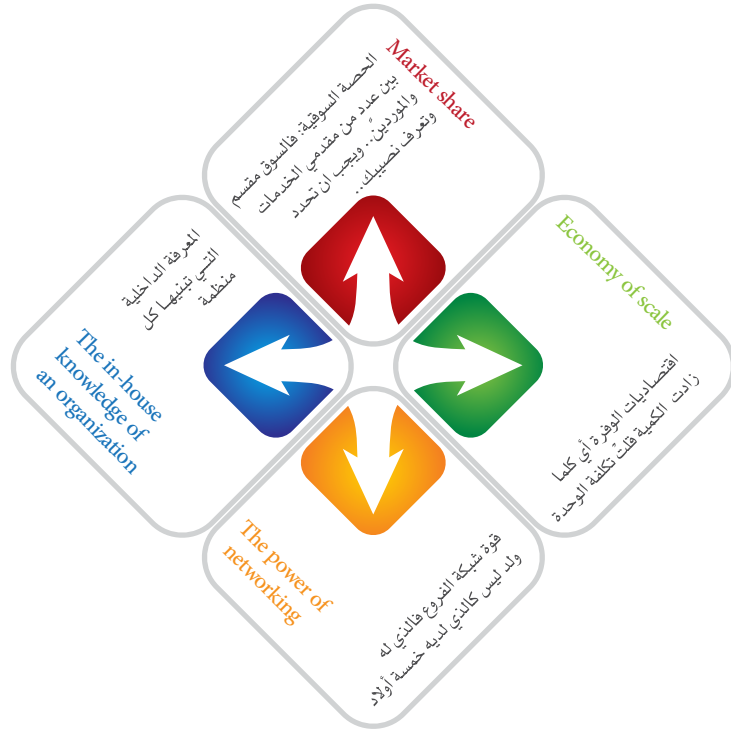 Market share
الحصة السوقية: فالسوق مقسم
بين عدد من مقدمي الخدمات
والموردين.. ويجب ان تحدد
وتعرف نصيبك..
Economy of scale
اقتصاديات الوفرة أي كلما
زادت الكمية قلتْ تكلفة الوحدة
المعرفة الداخلية
التي تبنيها كل
منظمة
The in-house
knowledge of
an organization
The power of
networking
قوة شبكة الفروع فالذي له
ولد ليس كالذي لديه خمسة أولاد